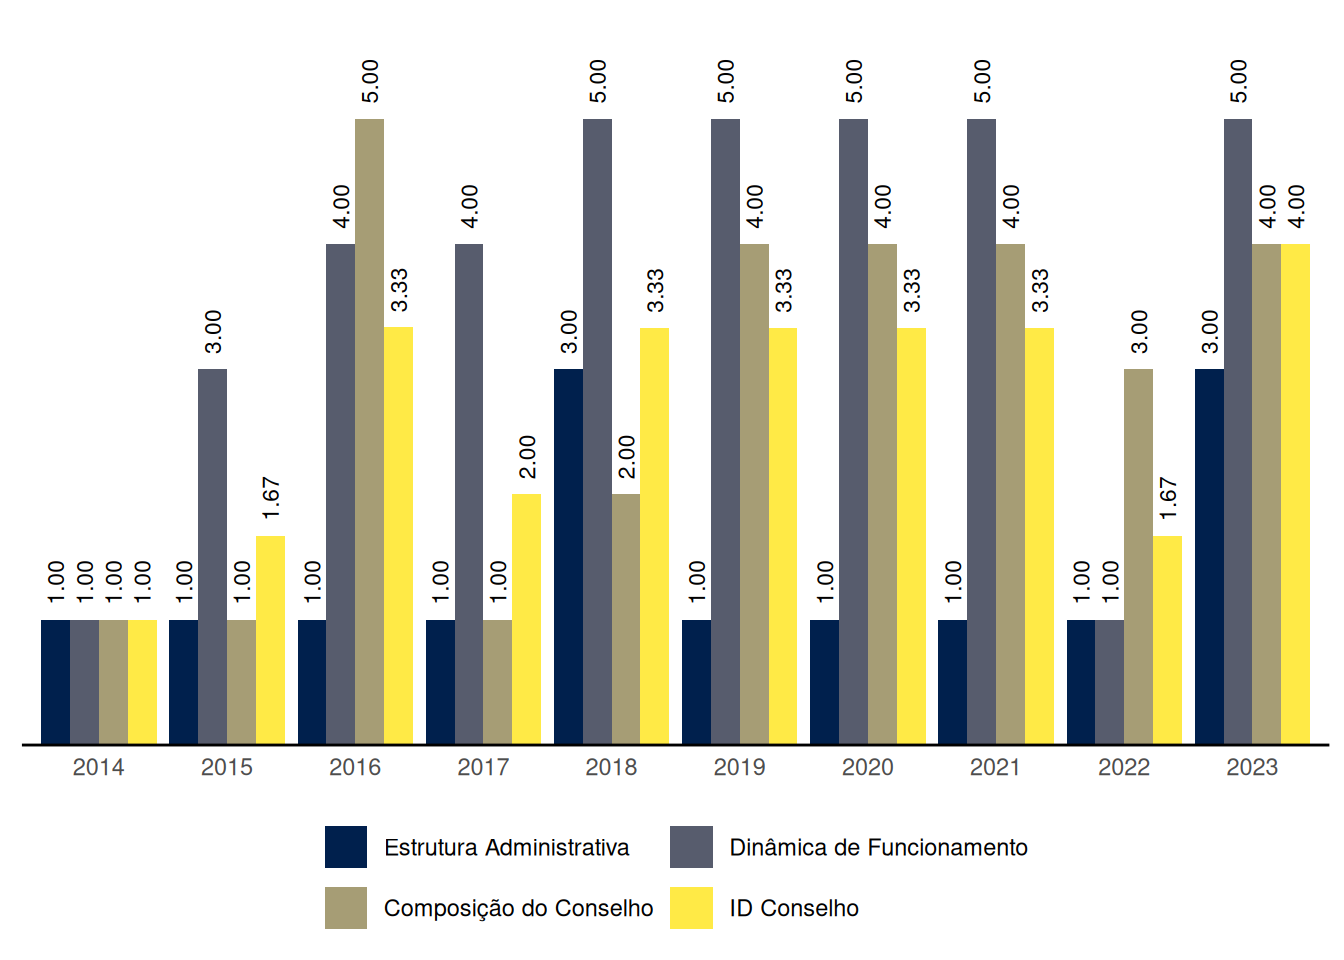 5.00 5.00 5.00 5.00 5.00 5.00
4.00 4.00 4.00 4.00 4.00 4.00 4.00
3.33 3.33 3.33 3.33 3.33
3.00 3.00 3.00 3.00
2.00 2.00
1.67 1.67
1.00 1.00 1.00 1.00 1.00 1.00 1.00 1.00 1.00 1.00 1.00 1.00 1.00 1.00
2014 2015 2016 2017 2018 2019 2020 2021 2022 2023
Estrutura Administrativa Dinâmica de Funcionamento
Composição do Conselho ID Conselho